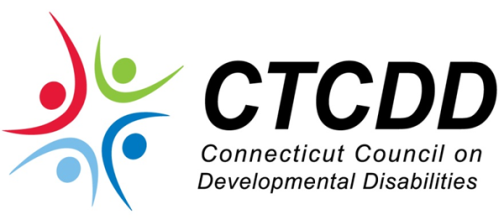 CTCDD
Connecticut Council on
Developmental Disabilities